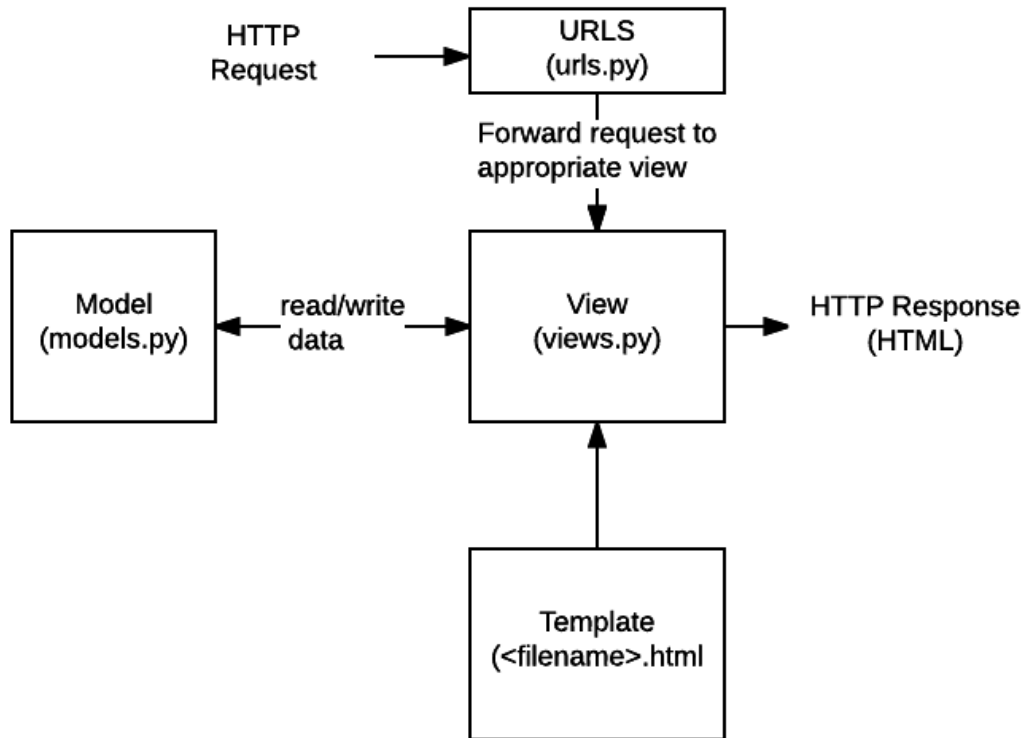 HTTP
Request
URLS
(urls.py)
Forward request to
appropriate view
Model
(models.py)
read/write
data
View
(views.py)
HTTP Response
(HTML)
Template
(<filename>.html